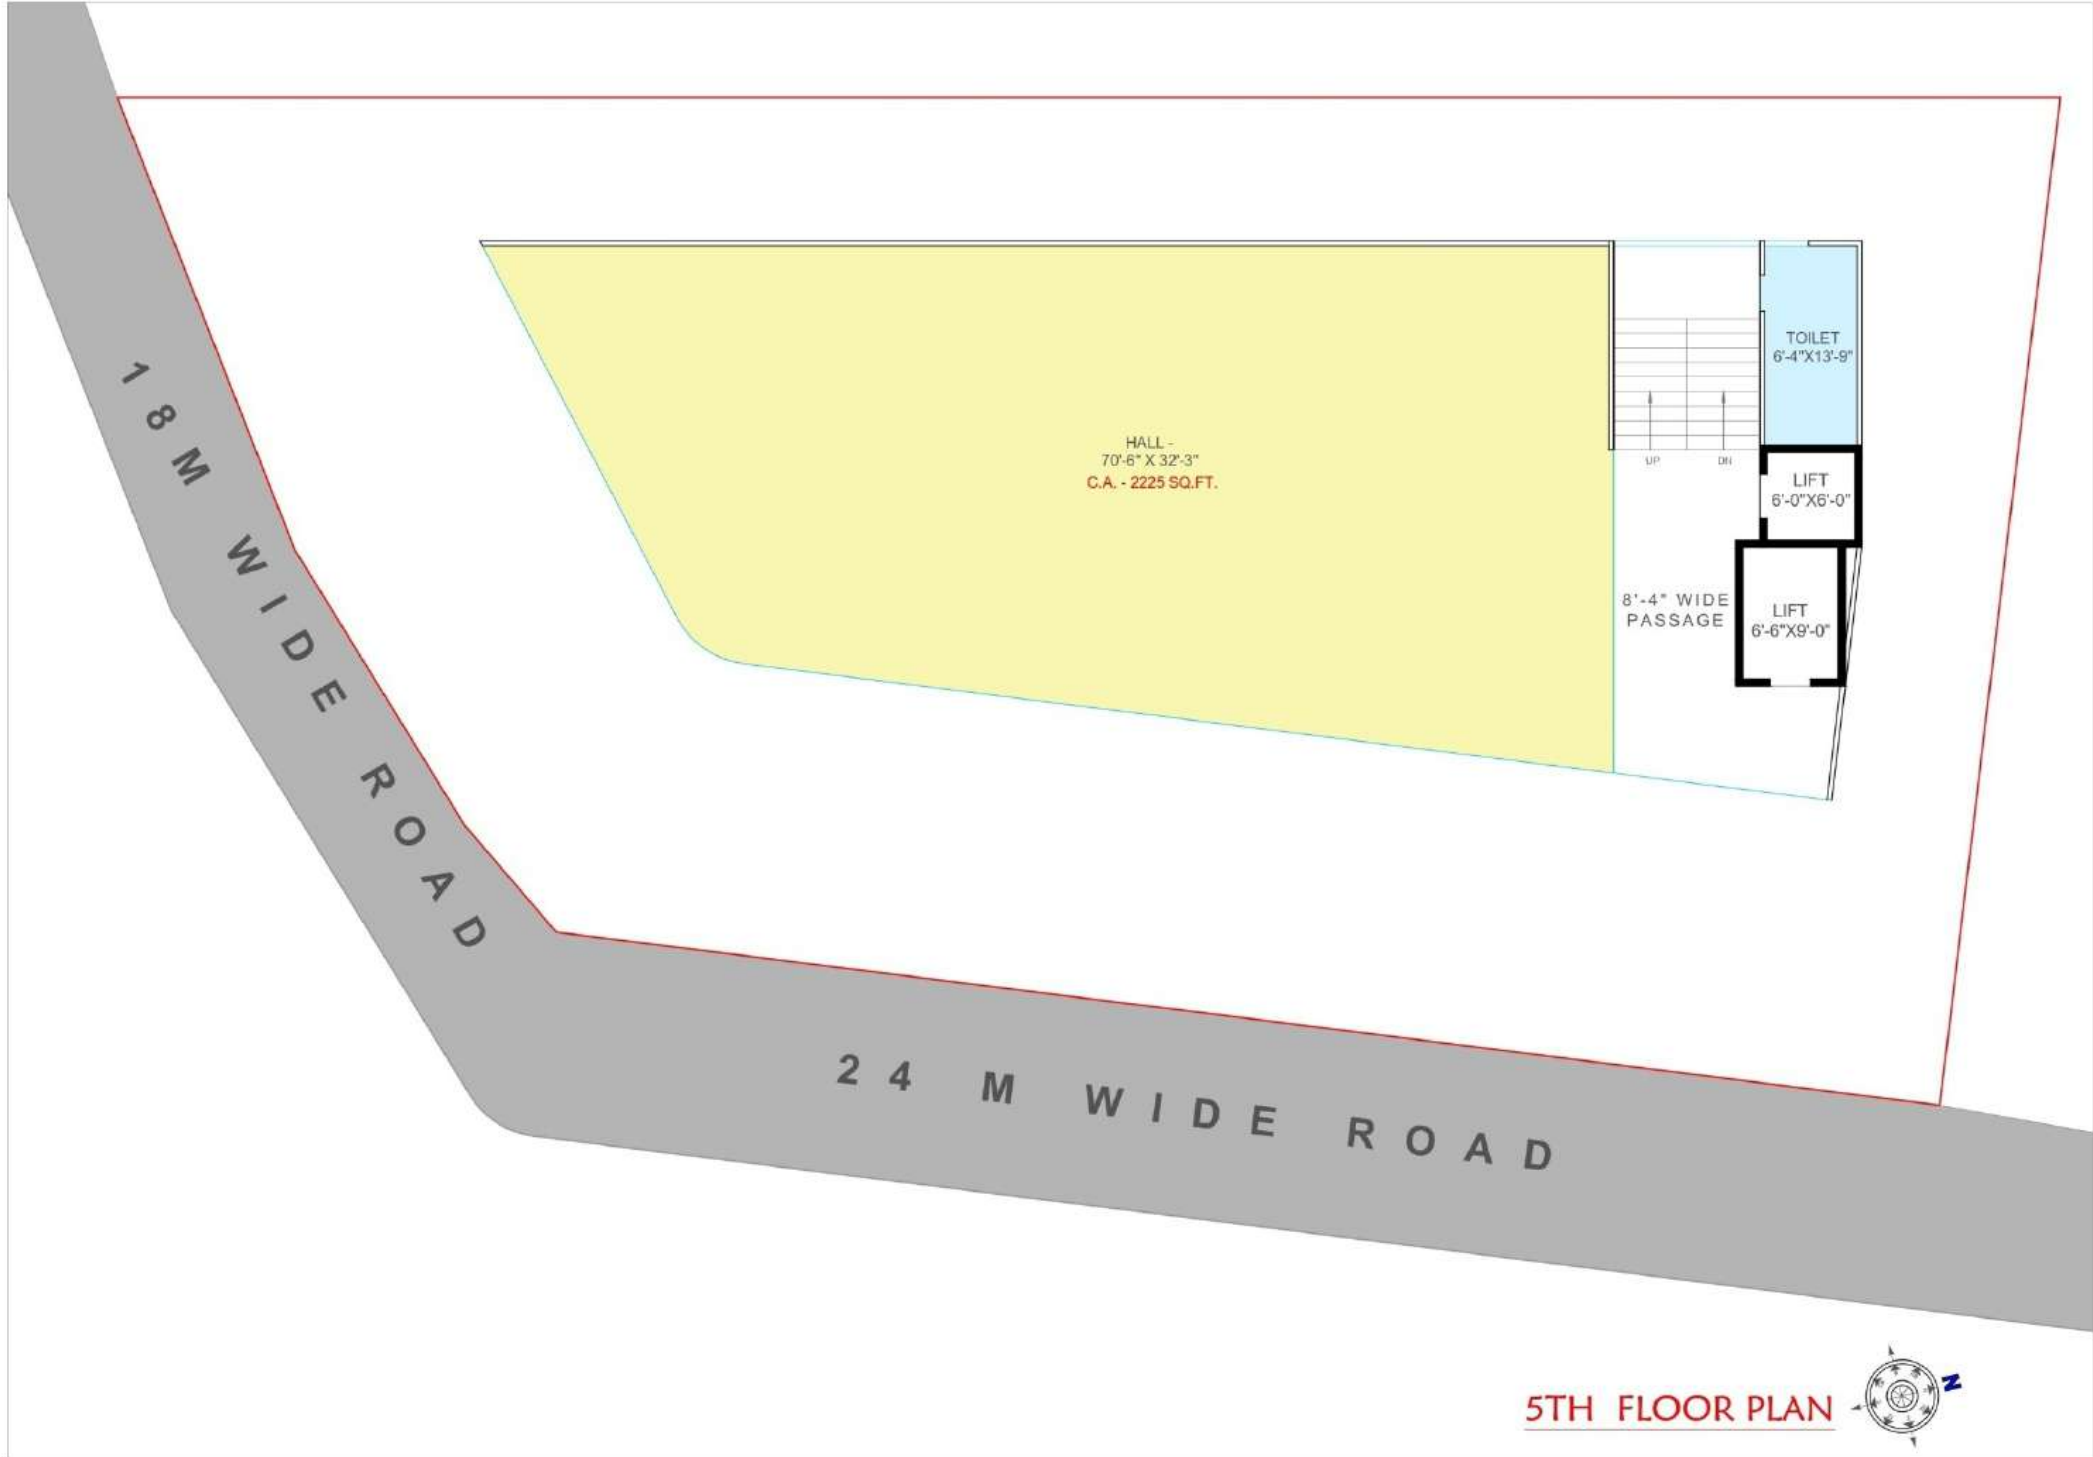 TOILET
6'-4"X13'-9"
HALL -
70'-6" X 32'-3"
C.A. - 2225 SQ.FT.
UP
DN
LIFT
6'-0"X6'-0"
8'-4" WIDE
PASSAGE
LIFT
6'-6"X9'-0"
18M WIDE ROAD
24 M WIDE ROAD
5TH FLOOR PLAN
N